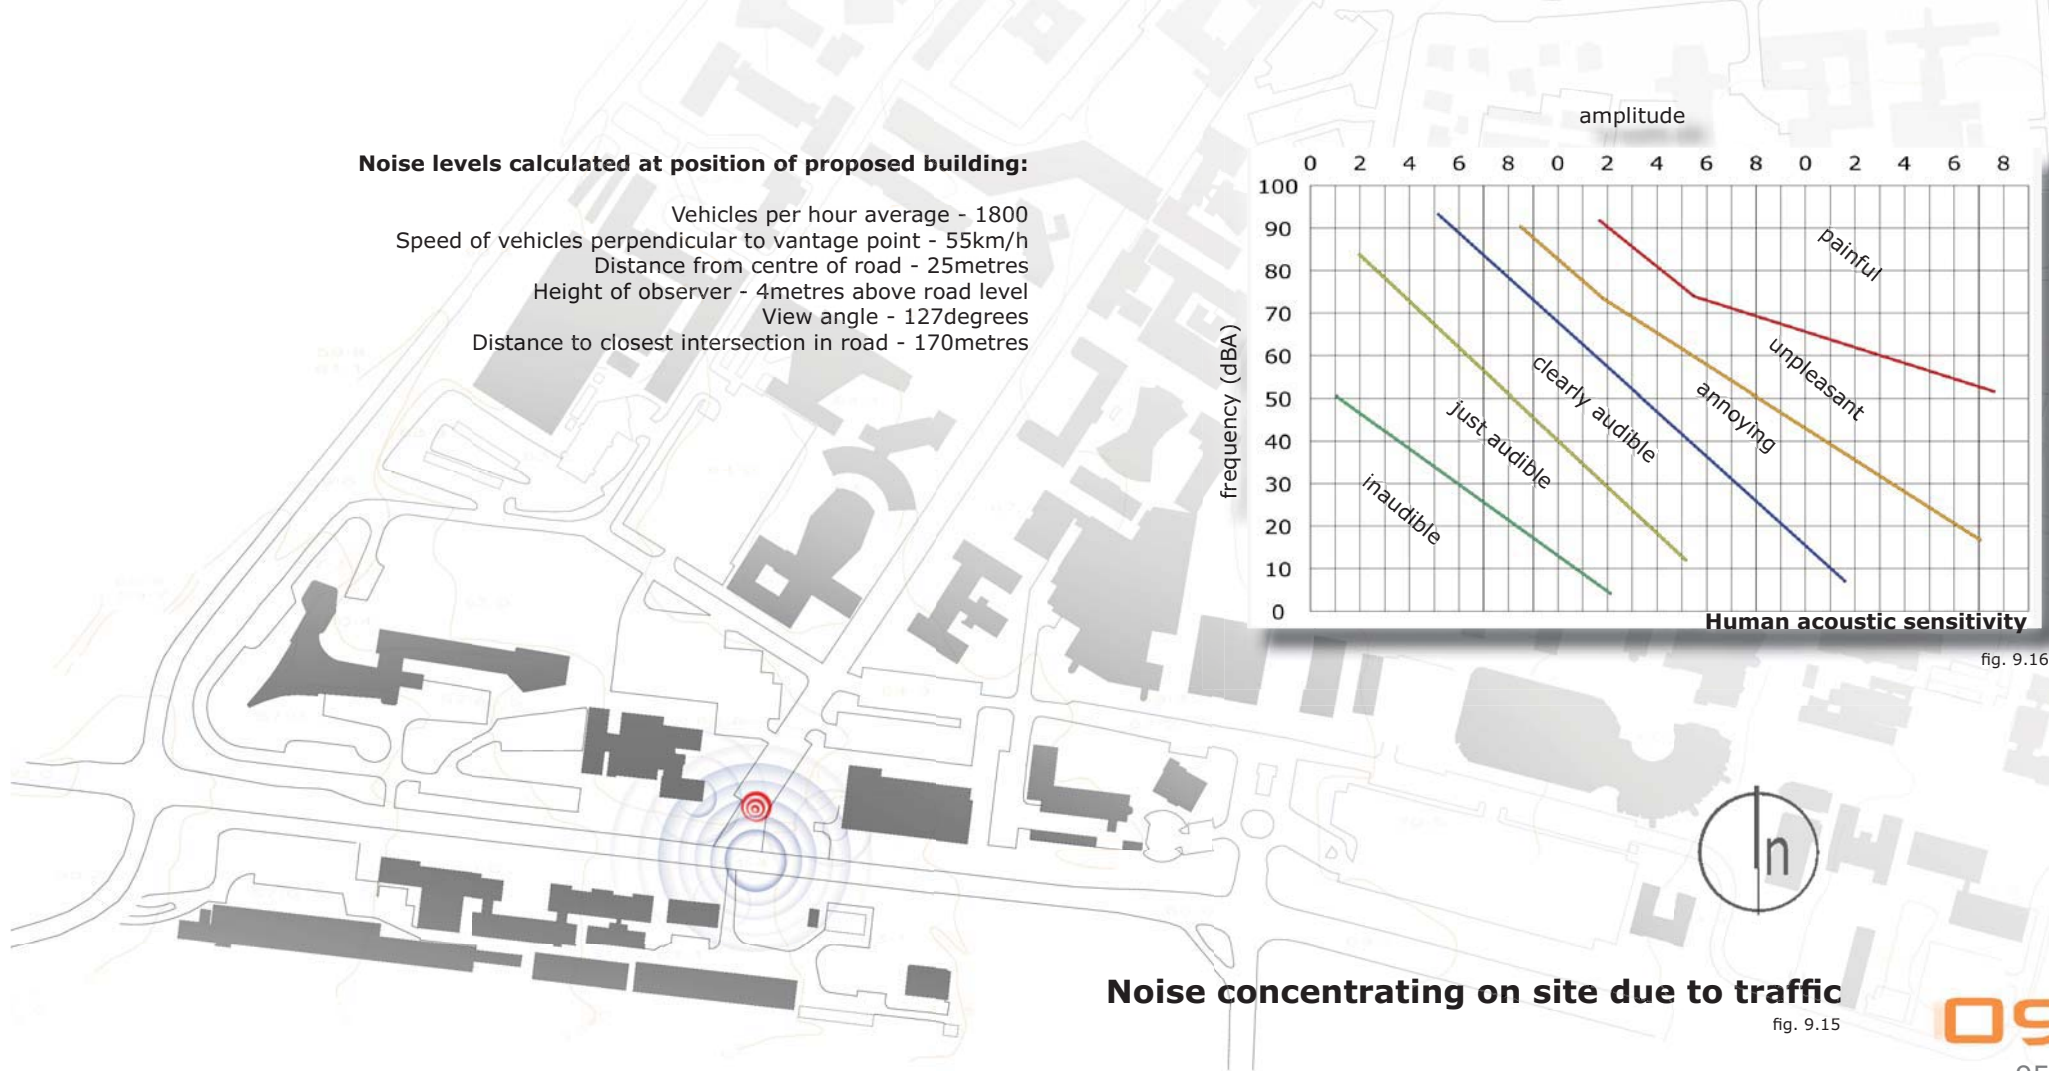 Noise levels calculated at position of proposed building:
Vehicles per hour average - 1800
Speed of vehicles perpendicular to vantage point - 55km/h
Distance from centre of road - 25metres
Height of observer - 4metres above road level
View angle - 127degrees
Distance to closest intersection in road - 170metres
amplitude
0 2 4 6 8 0 2 4 6 8 0 2 4 6 8
100
90
80
70
60
50
40
30
20
10
0
frequency (dBA)
painful
unpleasant
annoying
clearly audible
just audible
inaudible
Human acoustic sensitivity
fig. 9.16
n
Noise concentrating on site due to traffic
fig. 9.15
09